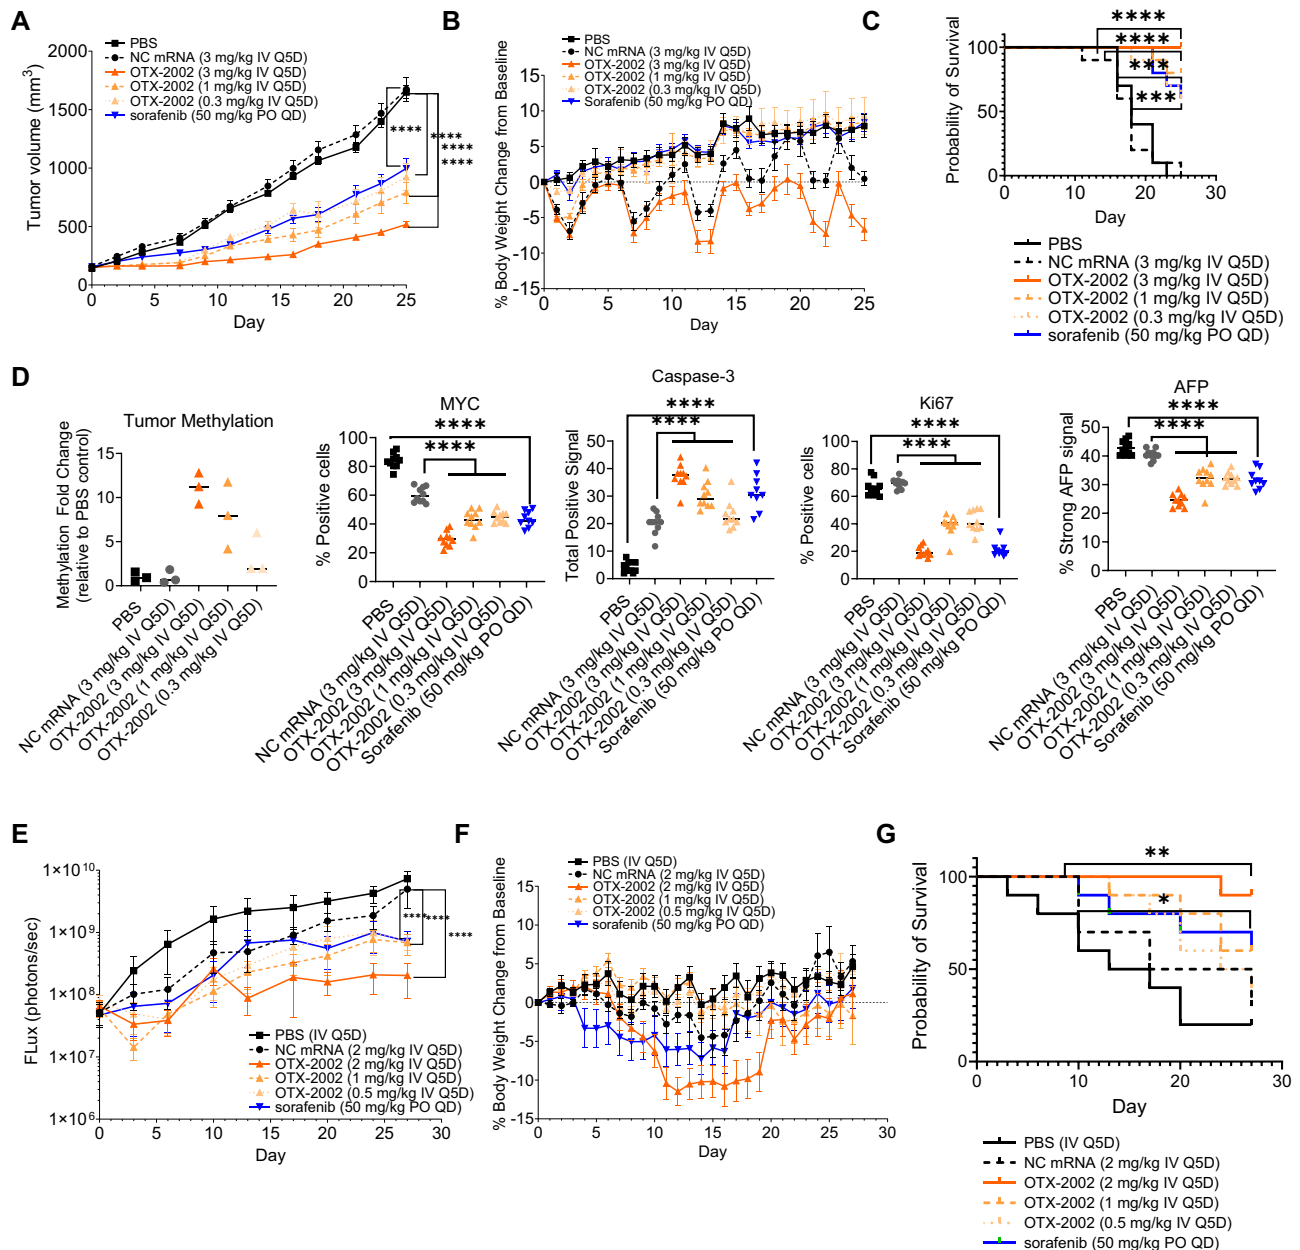 A
PBS
NC mRNA (3 mg/kg IV Q5D)
OTX-2002 (3 mg/kg IV Q5D)
OTX-2002 (1 mg/kg IV Q5D)
OTX-2002 (0.3 mg/kg IV Q5D)
sorafenib (50 mg/kg PO QD)
Tumor volume (mm³)
2000
1500
1000
500
0
****
****
****
****
0 5 10 15 20 25
Day
B
PBS
NC mRNA (3 mg/kg IV Q5D)
OTX-2002 (3 mg/kg IV Q5D)
OTX-2002 (1 mg/kg IV Q5D)
OTX-2002 (0.3 mg/kg IV Q5D)
sorafenib (50 mg/kg PO QD)
% Body Weight Change from Baseline
15
10
5
0
-5
-10
-15
0 5 10 15 20 25
Day
C
****
****
***
***
Probability of Survival
100
50
0
0 10 20 30
Day
PBS
NC mRNA (3 mg/kg IV Q5D)
OTX-2002 (3 mg/kg IV Q5D)
OTX-2002 (1 mg/kg IV Q5D)
OTX-2002 (0.3 mg/kg IV Q5D)
sorafenib (50 mg/kg PO QD)
D
Tumor Methylation
Methylation Fold Change
(relative to PBS control)
15
10
5
0
PBS
NC mRNA (3 mg/kg IV Q5D)
OTX-2002 (3 mg/kg IV Q5D)
OTX-2002 (1 mg/kg IV Q5D)
OTX-2002 (0.3 mg/kg IV Q5D)
MYC
****
****
% Positive cells
100
80
60
40
20
0
PBS
NC mRNA (3 mg/kg IV Q5D)
OTX-2002 (3 mg/kg IV Q5D)
OTX-2002 (1 mg/kg IV Q5D)
OTX-2002 (0.3 mg/kg IV Q5D)
Sorafenib (50 mg/kg PO QD)
Caspase-3
****
****
Total Positive Signal
50
40
30
20
10
0
PBS
NC mRNA (3 mg/kg IV Q5D)
OTX-2002 (3 mg/kg IV Q5D)
OTX-2002 (1 mg/kg IV Q5D)
OTX-2002 (0.3 mg/kg IV Q5D)
Sorafenib (50 mg/kg PO QD)
Ki67
****
****
% Positive cells
100
80
60
40
20
0
PBS
NC mRNA (3 mg/kg IV Q5D)
OTX-2002 (3 mg/kg IV Q5D)
OTX-2002 (1 mg/kg IV Q5D)
OTX-2002 (0.3 mg/kg IV Q5D)
Sorafenib (50 mg/kg PO QD)
AFP
****
****
% Strong AFP signal
50
40
30
20
10
0
PBS
NC mRNA (3 mg/kg IV Q5D)
OTX-2002 (3 mg/kg IV Q5D)
OTX-2002 (1 mg/kg IV Q5D)
OTX-2002 (0.3 mg/kg IV Q5D)
Sorafenib (50 mg/kg PO QD)
E
FLux (photons/sec)
1×10¹⁰
1×10⁹
1×10⁸
1×10⁷
1×10⁶
****
****
****
PBS (IV Q5D)
NC mRNA (2 mg/kg IV Q5D)
OTX-2002 (2 mg/kg IV Q5D)
OTX-2002 (1 mg/kg IV Q5D)
OTX-2002 (0.5 mg/kg IV Q5D)
sorafenib (50 mg/kg PO QD)
0 5 10 15 20 25 30
Day
F
PBS (IV Q5D)
NC mRNA (2 mg/kg IV Q5D)
OTX-2002 (2 mg/kg IV Q5D)
OTX-2002 (1 mg/kg IV Q5D)
OTX-2002 (0.5 mg/kg IV Q5D)
sorafenib (50 mg/kg PO QD)
% Body Weight Change from Baseline
15
10
5
0
-5
-10
-15
0 5 10 15 20 25 30
Day
G
**
*
Probability of Survival
100
50
0
0 10 20 30
Day
PBS (IV Q5D)
NC mRNA (2 mg/kg IV Q5D)
OTX-2002 (2 mg/kg IV Q5D)
OTX-2002 (1 mg/kg IV Q5D)
OTX-2002 (0.5 mg/kg IV Q5D)
sorafenib (50 mg/kg PO QD)